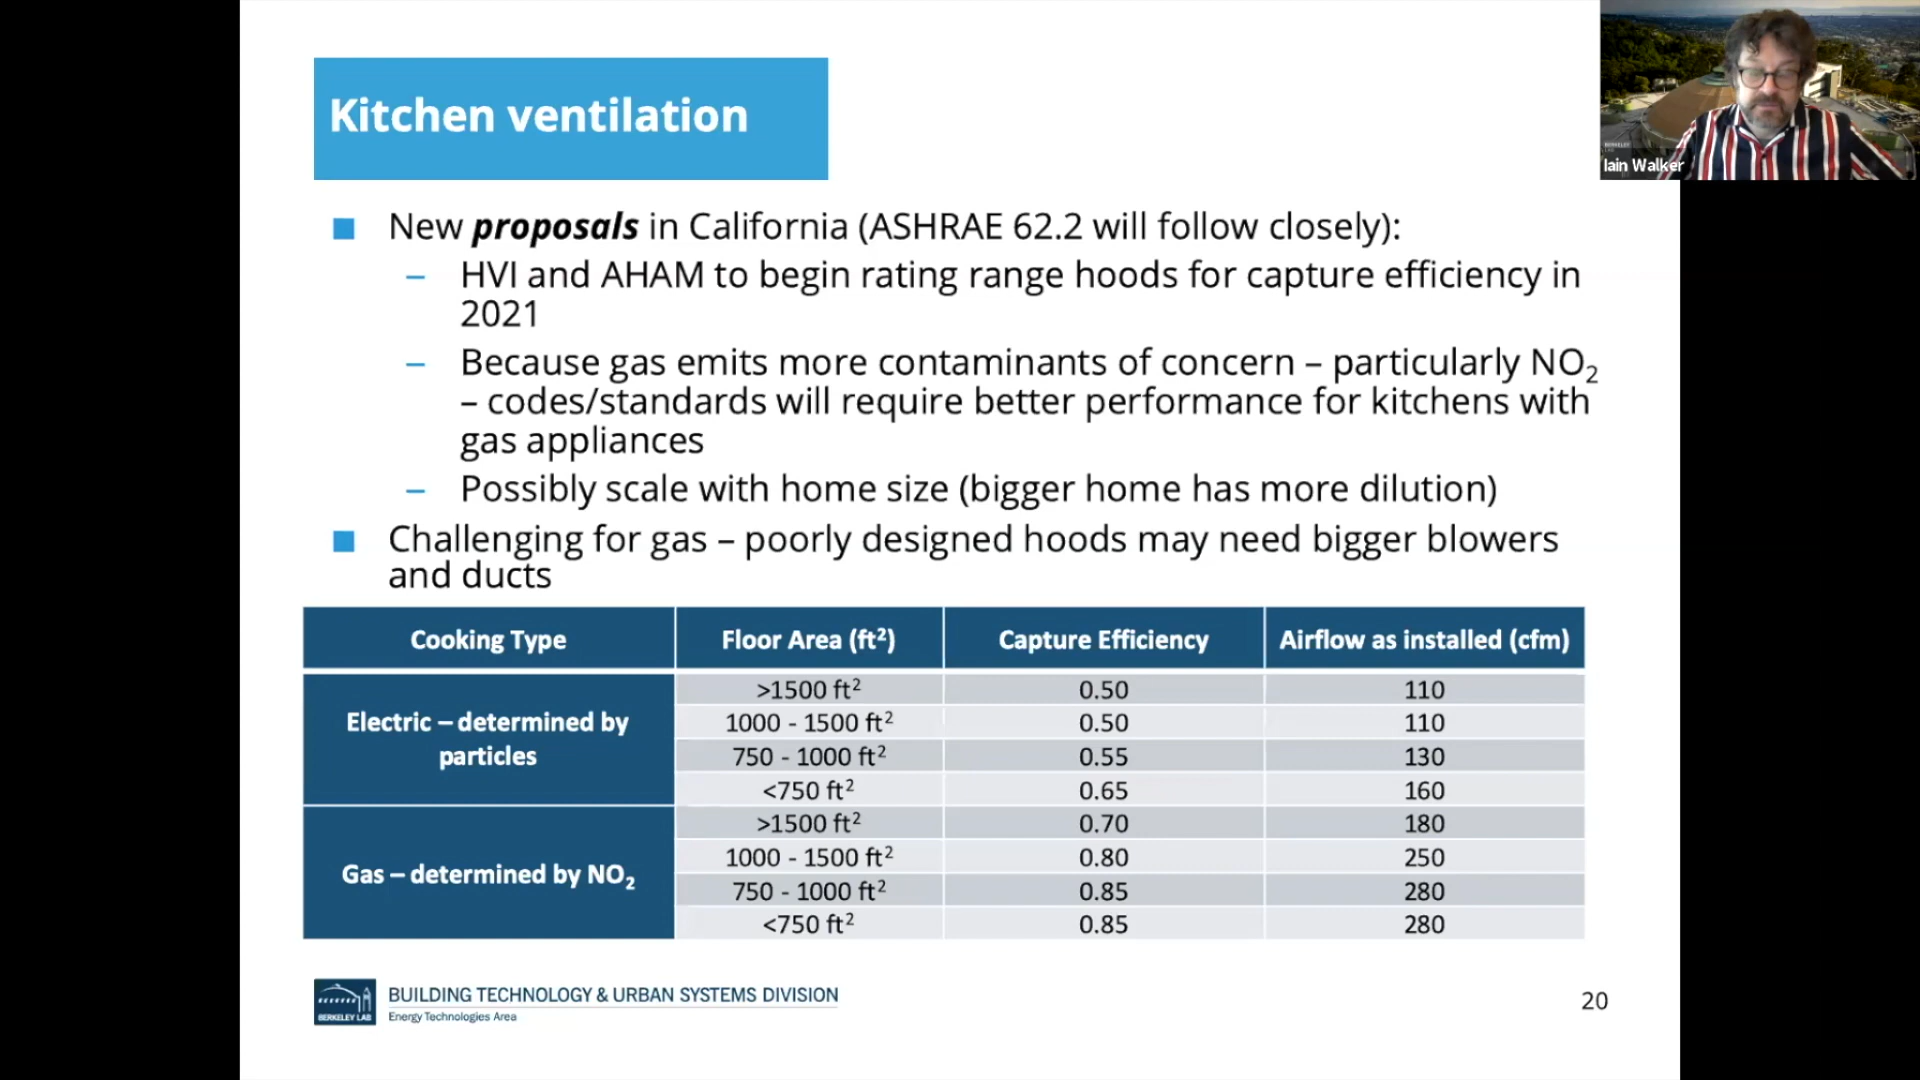 Kitchen ventilation
Iain Walker
New proposals in California (ASHRAE 62.2 will follow closely):
– HVI and AHAM to begin rating range hoods for capture efficiency in
2021
– Because gas emits more contaminants of concern – particularly NO₂
– codes/standards will require better performance for kitchens with
gas appliances
– Possibly scale with home size (bigger home has more dilution)
Challenging for gas – poorly designed hoods may need bigger blowers
and ducts
Cooking Type Floor Area (ft²) Capture Efficiency Airflow as installed (cfm)
Electric – determined by
particles
>1500 ft² 0.50 110
1000 - 1500 ft² 0.50 110
750 - 1000 ft² 0.55 130
<750 ft² 0.65 160
Gas – determined by NO₂
>1500 ft² 0.70 180
1000 - 1500 ft² 0.80 250
750 - 1000 ft² 0.85 280
<750 ft² 0.85 280
BERKELEY LAB
BUILDING TECHNOLOGY & URBAN SYSTEMS DIVISION
Energy Technologies Area
20